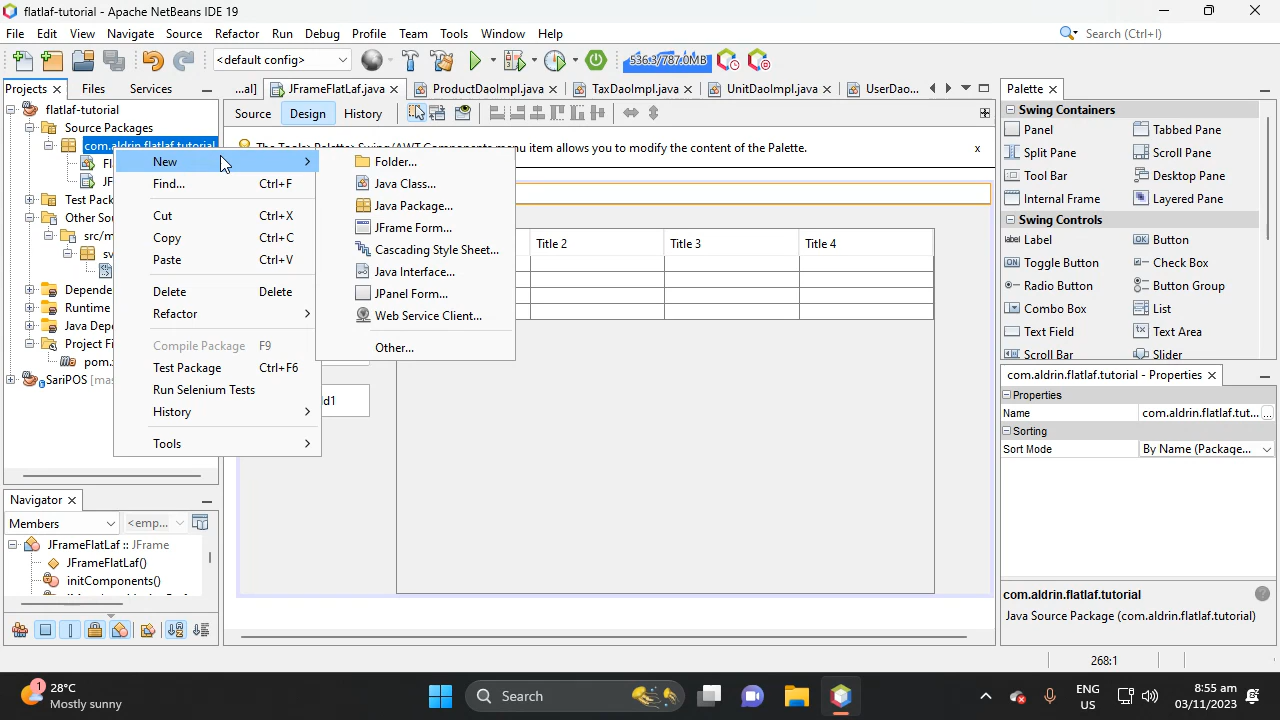 flatlaf-tutorial - Apache NetBeans IDE 19
File Edit View Navigate Source Refactor Run Debug Profile Team Tools Window Help
Search (Ctrl+I)
<default config>
536.3/787.0MB
Projects Files Services
...al] JFrameFlatLaf.java ProductDaoImpl.java TaxDaoImpl.java UnitDaoImpl.java UserDao...
Source Design History
flatlaf-tutorial
Source Packages
com.aldrin.flatlaf.tutorial
Fl
JF
Test Pack
Other Sou
src/m
sv
Depende
Runtime
Java Dep
Project Fi
pom.
SariPOS [mas
New
Find... Ctrl+F
Cut Ctrl+X
Copy Ctrl+C
Paste Ctrl+V
Delete Delete
Refactor
Compile Package F9
Test Package Ctrl+F6
Run Selenium Tests
History
Tools
Folder...
Java Class...
Java Package...
JFrame Form...
Cascading Style Sheet...
Java Interface...
JPanel Form...
Web Service Client...
Other...
menu item allows you to modify the content of the Palette. x
Title 2 Title 3 Title 4
ld1
Palette
Swing Containers
Panel Tabbed Pane
Split Pane Scroll Pane
Tool Bar Desktop Pane
Internal Frame Layered Pane
Swing Controls
label Label OK Button
ON Toggle Button Check Box
Radio Button Button Group
Combo Box List
Text Field Text Area
Scroll Bar Slider
com.aldrin.flatlaf.tutorial - Properties
Properties
Name com.aldrin.flatlaf.tut... ...
Sorting
Sort Mode By Name (Package...
com.aldrin.flatlaf.tutorial
Java Source Package (com.aldrin.flatlaf.tutorial)
Navigator
Members <emp...
JFrameFlatLaf :: JFrame
JFrameFlatLaf()
initComponents()
268:1
1
28°C
Mostly sunny
Search
ENG
US
8:55 am
03/11/2023